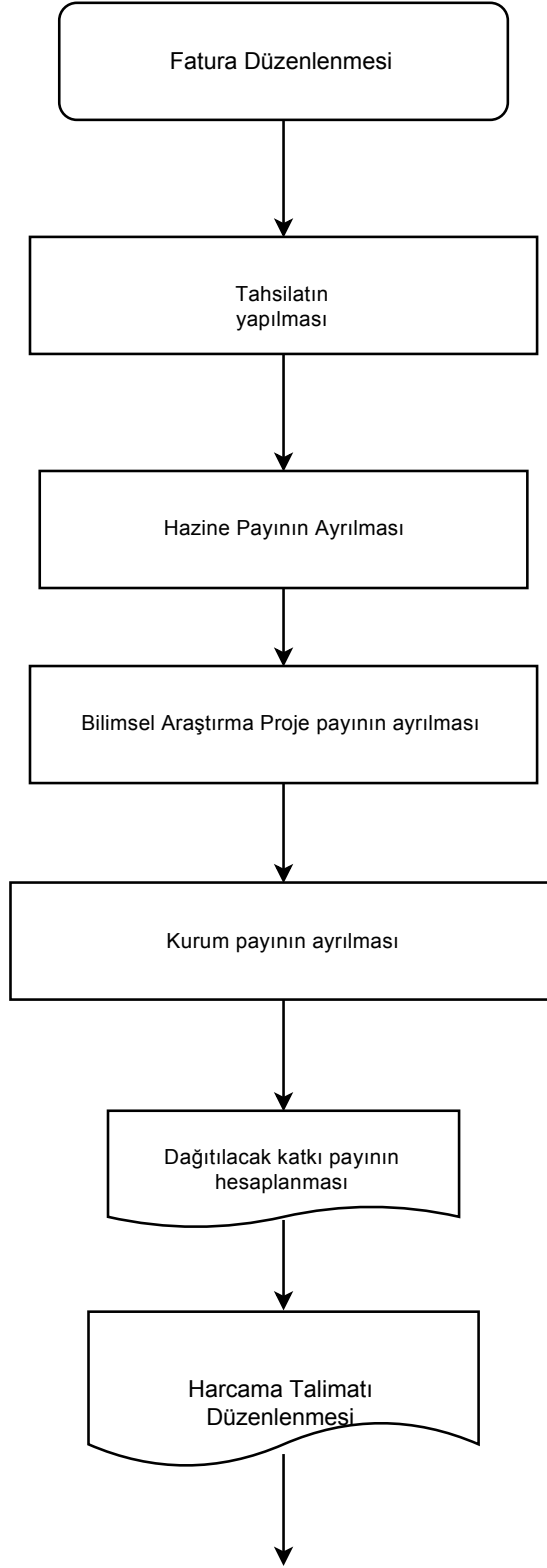 Fatura Düzenlenmesi
Tahsilatın
yapılması
Hazine Payının Ayrılması
Bilimsel Araştırma Proje payının ayrılması
Kurum payının ayrılması
Dağıtılacak katkı payının
hesaplanması
Harcama Talimatı
Düzenlenmesi